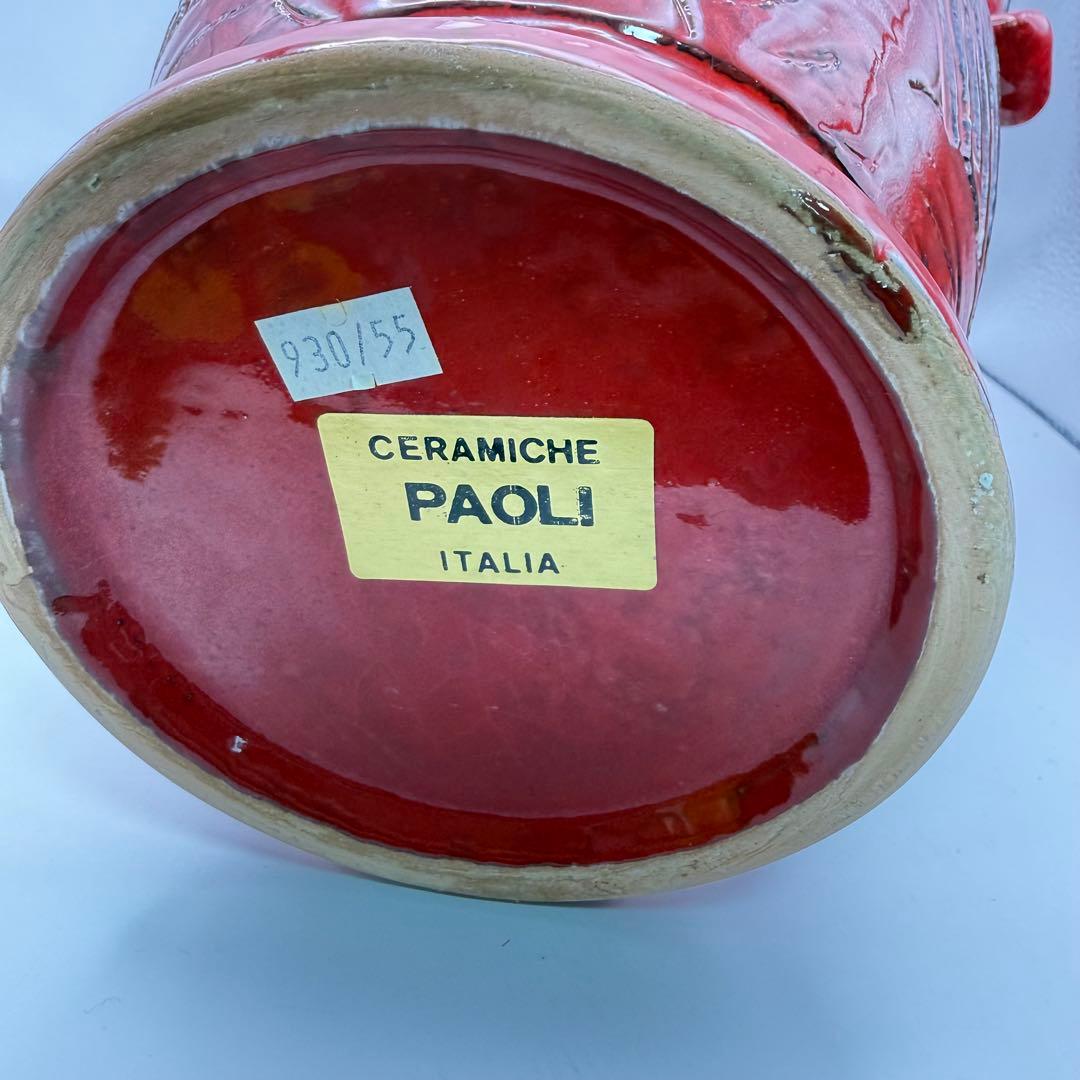 930/55
CERAMICHE
PAOLI
ITALIA